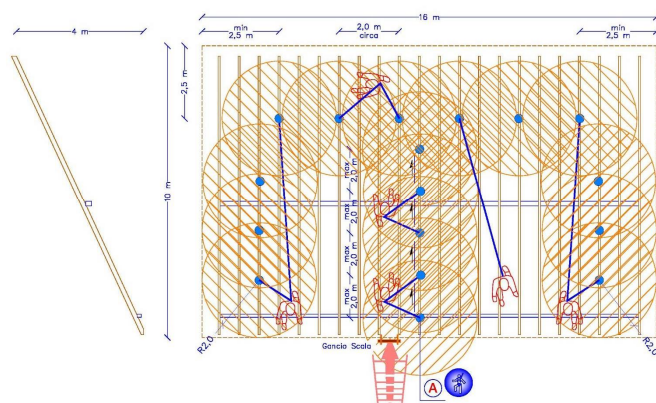 4 m
16 m
min
2,5 m
2,0 m
circa
min
2,5 m
~2,5 m
10 m
max
2,0 m
max
2,0 m
max
2,0 m
max
2,0 m
R2,0
R2,0
Gancio Scala
A